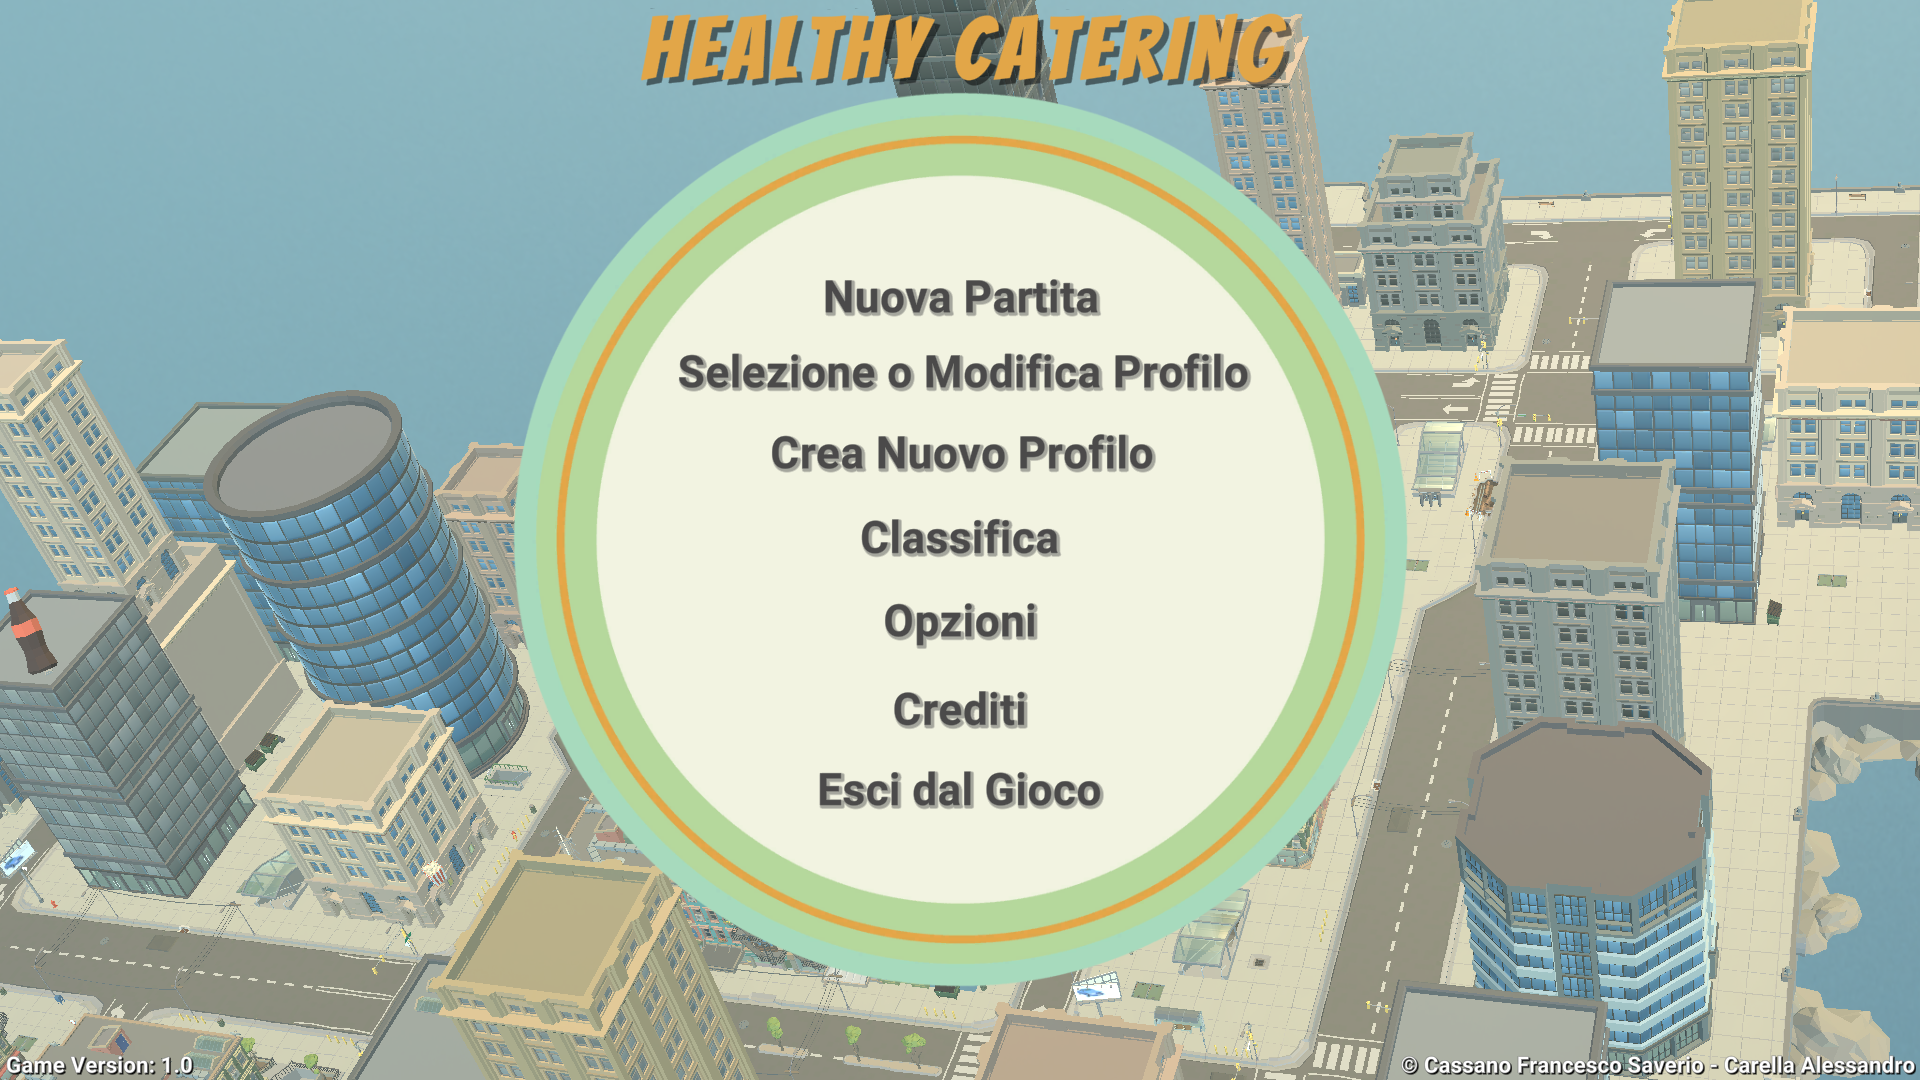 HEALTHY CATERING
Nuova Partita
Selezione o Modifica Profilo
Crea Nuovo Profilo
Classifica
Opzioni
Crediti
Esci dal Gioco
Game Version: 1.0
© Cassano Francesco Saverio - Carella Alessandro